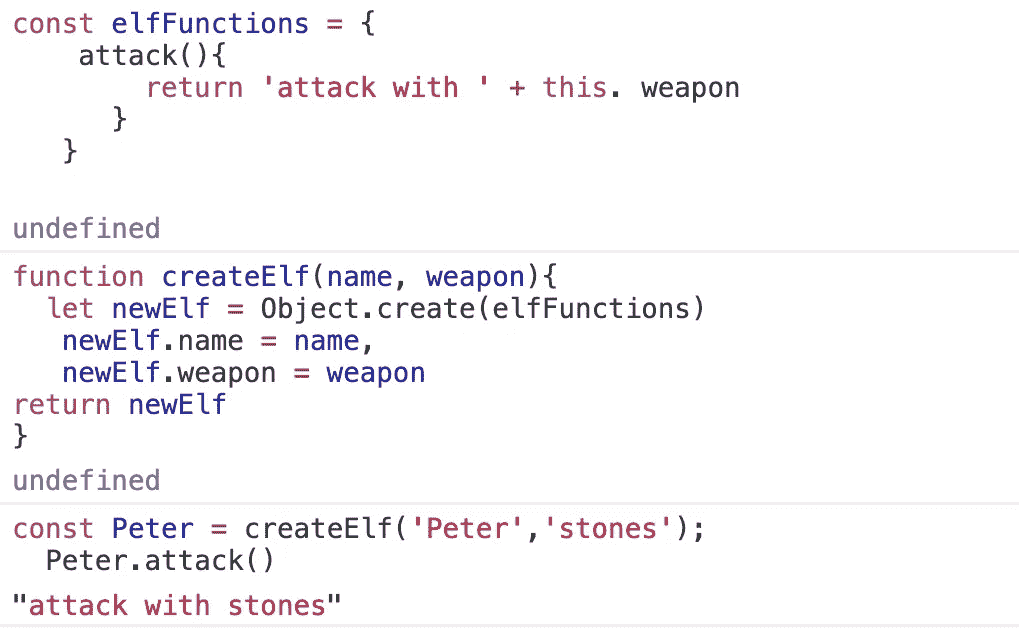 const elfFunctions = {
    attack(){
        return 'attack with ' + this. weapon
      }
   }
undefined
function createElf(name, weapon){
  let newElf = Object.create(elfFunctions)
   newElf.name = name,
   newElf.weapon = weapon
return newElf
}
undefined
const Peter = createElf('Peter','stones');
  Peter.attack()
"attack with stones"